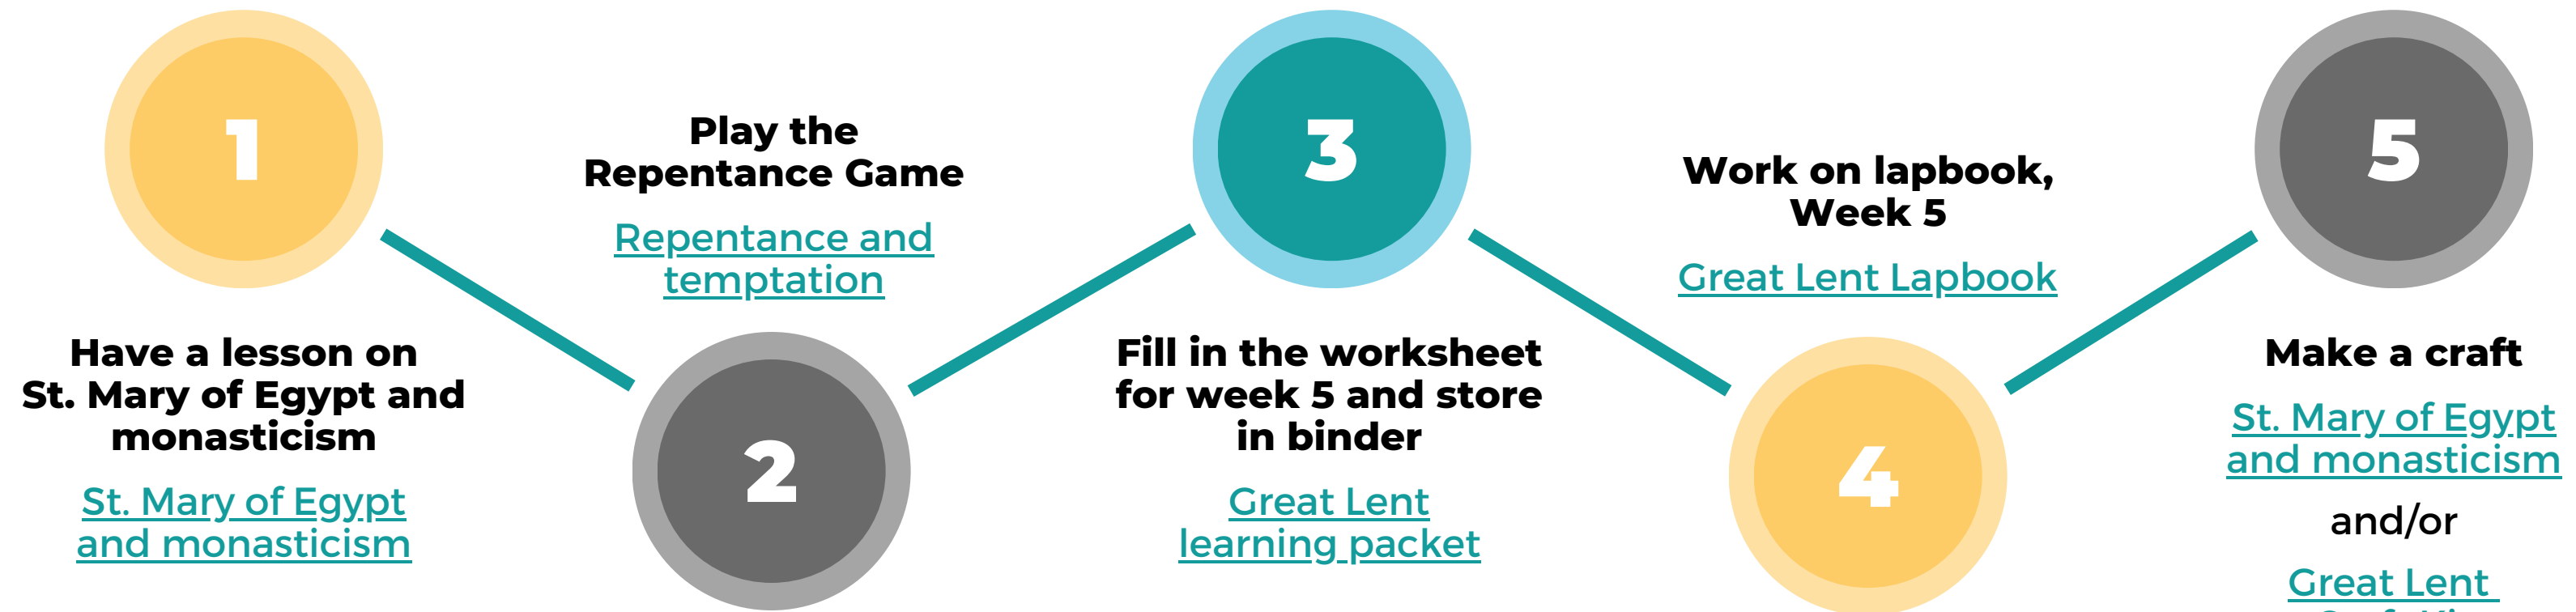 1
Have a lesson on
St. Mary of Egypt and
monasticism
St. Mary of Egypt
and monasticism
Play the
Repentance Game
Repentance and
temptation
2
3
Fill in the worksheet
for week 5 and store
in binder
Great Lent
learning packet
Work on lapbook,
Week 5
Great Lent Lapbook
4
5
Make a craft
St. Mary of Egypt
and monasticism
and/or
Great Lent